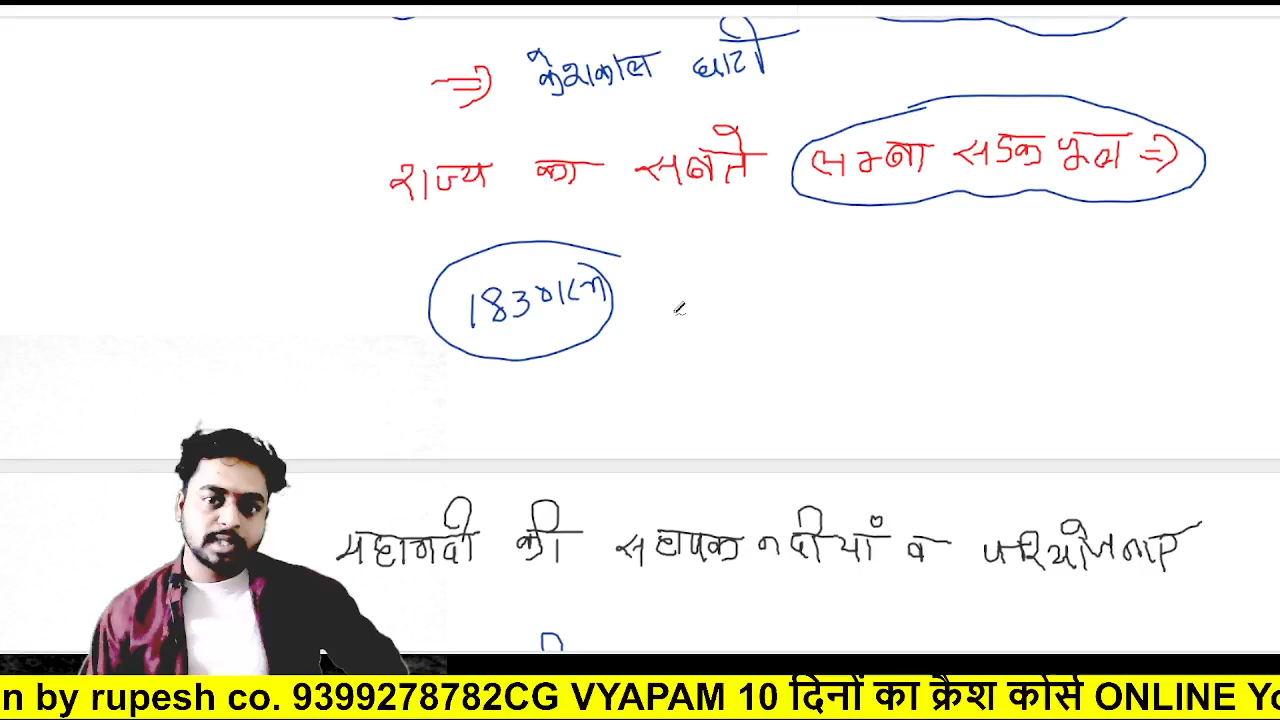 ⇒ केशकाल घाटी
राज्य का सबसे लम्बा सड़क पूल ⇒
1830 मी
महानदी की सहायक नदीयां व परियोजनाएं
n by rupesh co. 9399278782CG VYAPAM 10 दिनों का क्रैश कोर्स ONLINE Yo